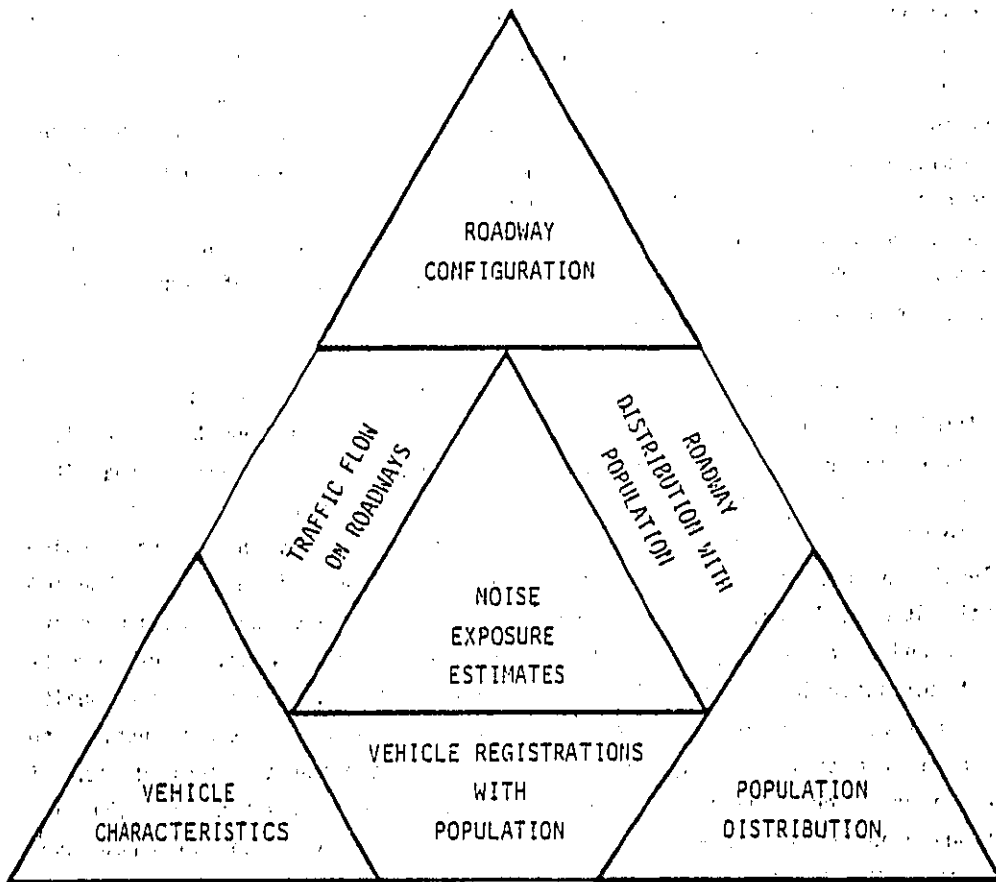 ROADWAY
CONFIGURATION
TRAFFIC FLOW
ON ROADWAYS
ROADWAY
DISTRIBUTION WITH
POPULATION
NOISE
EXPOSURE
ESTIMATES
VEHICLE REGISTRATIONS
WITH
POPULATION
VEHICLE
CHARACTERISTICS
POPULATION
DISTRIBUTION